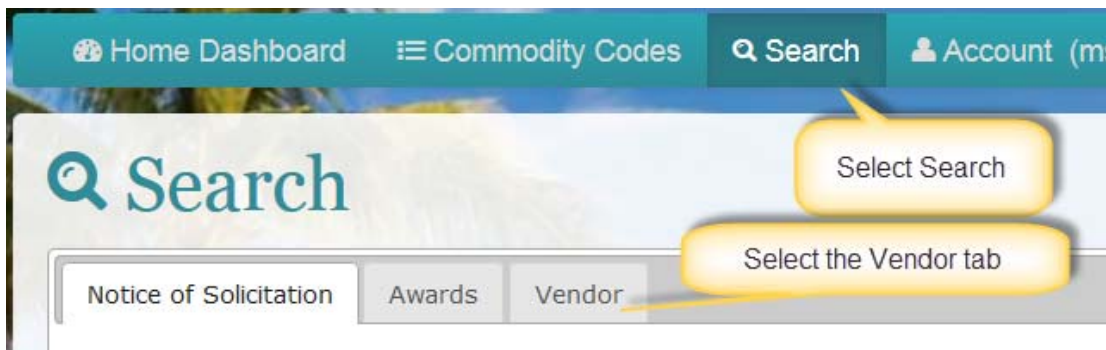 Home Dashboard Commodity Codes Search Account (m
Select Search
Search
Select the Vendor tab
Notice of Solicitation Awards Vendor